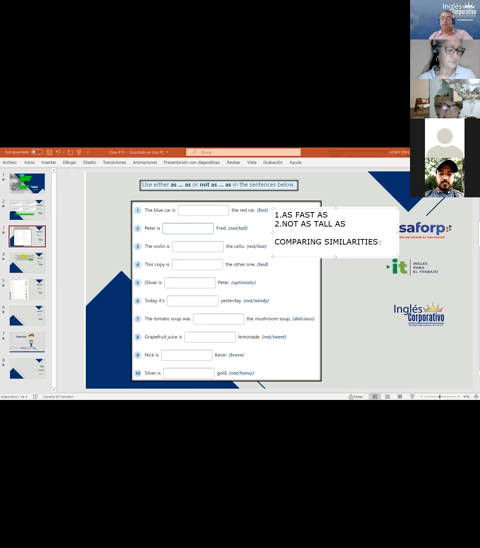 Inglés
Corporativo
Archivo Inicio Insertar Dibujar Diseño Transiciones Animaciones Presentación con diapositivas Revisar Vista Grabación Ayuda
Use either as ... as or not as ... as in the sentences below.
1 The blue car is the red car. (fast)
2 Peter is Fred. (not/tall)
3 The violin is the cello. (not/low)
4 This copy is the other one. (bad)
5 Oliver is Peter. (optimistic)
6 Today it's yesterday. (not/windy)
7 The tomato soup was the mushroom soup. (delicious)
8 Grapefruit juice is lemonade. (not/sweet)
9 Nick is Kevin. (brave)
10 Silver is gold. (not/heavy)
1.AS FAST AS
2.NOT AS TALL AS
COMPARING SIMILARITIES:
saforp
it
INGLÉS
PARA
EL TRABAJO
Inglés
Corporativo